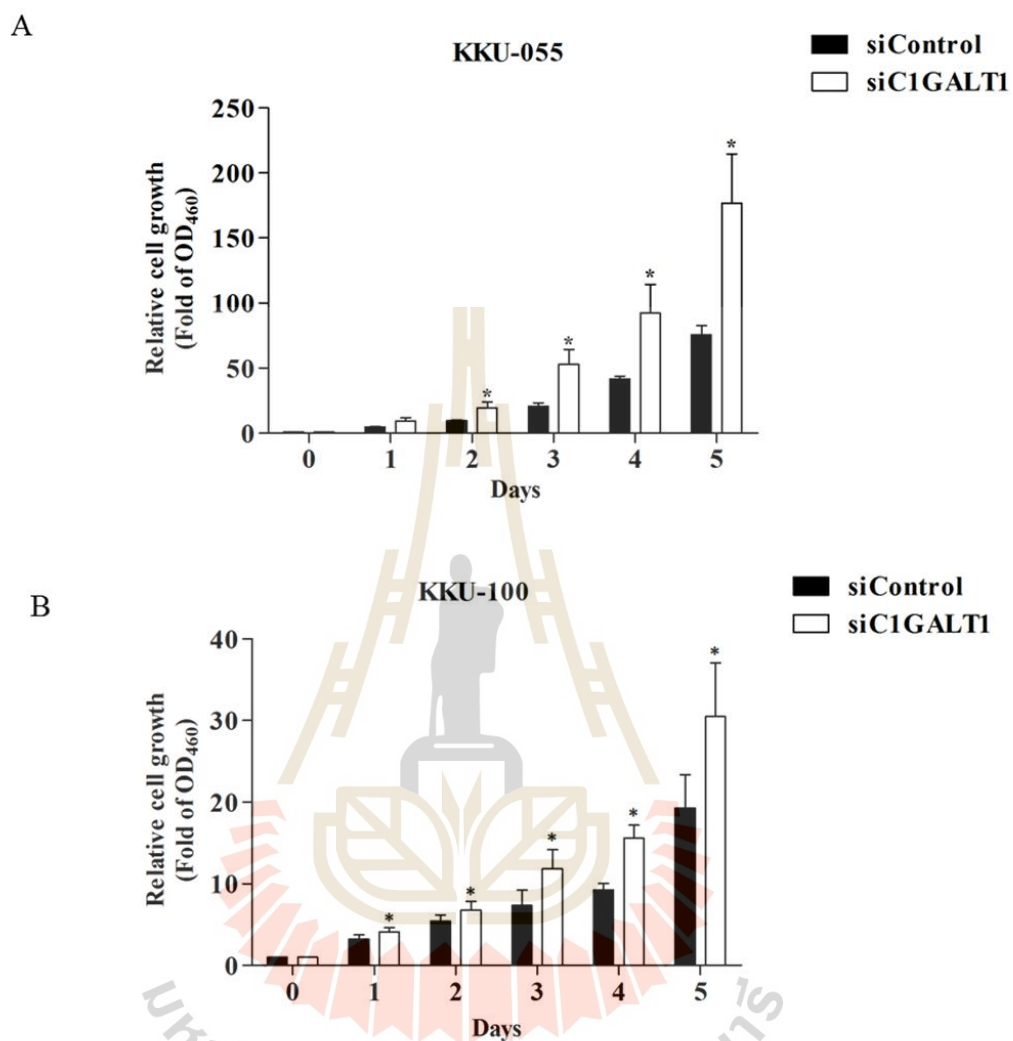 A
KKU-055
siControl
siC1GALT1
Relative cell growth
(Fold of OD460)
250
200
150
100
50
0
*
*
*
*
0 1 2 3 4 5
Days
B
KKU-100
siControl
siC1GALT1
Relative cell growth
(Fold of OD460)
40
30
20
10
0
*
*
*
*
*
0 1 2 3 4 5
Days